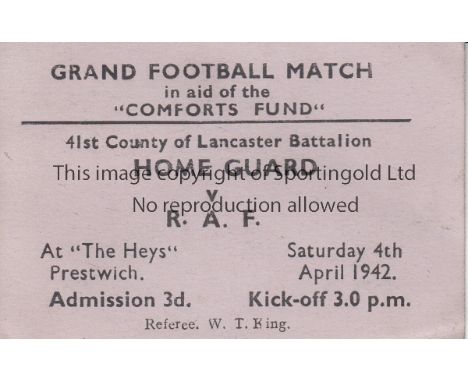 GRAND FOOTBALL MATCH
in aid of the
"COMFORTS FUND"
41st County of Lancaster Battalion
HOME GUARD
This image copyright of Sportingold Ltd
v
No reproduction allowed
R. A. F.
At "The Heys" Saturday 4th
Prestwich. April 1942.
Admission 3d. Kick-off 3.0 p.m.
Referee. W. T. King.